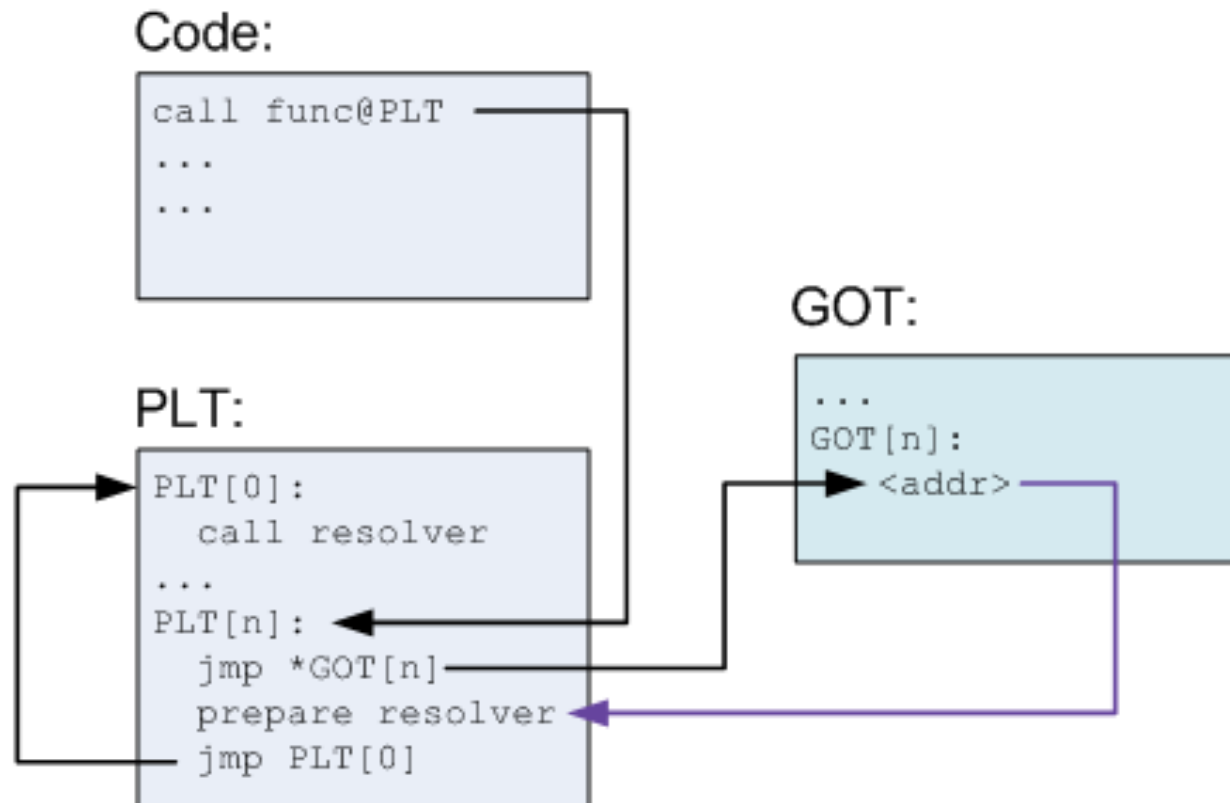 Code:
call func@PLT
...
...
PLT:
PLT[0]:
call resolver
...
PLT[n]:
jmp *GOT[n]
prepare resolver
jmp PLT[0]
GOT:
...
GOT[n]:
<addr>